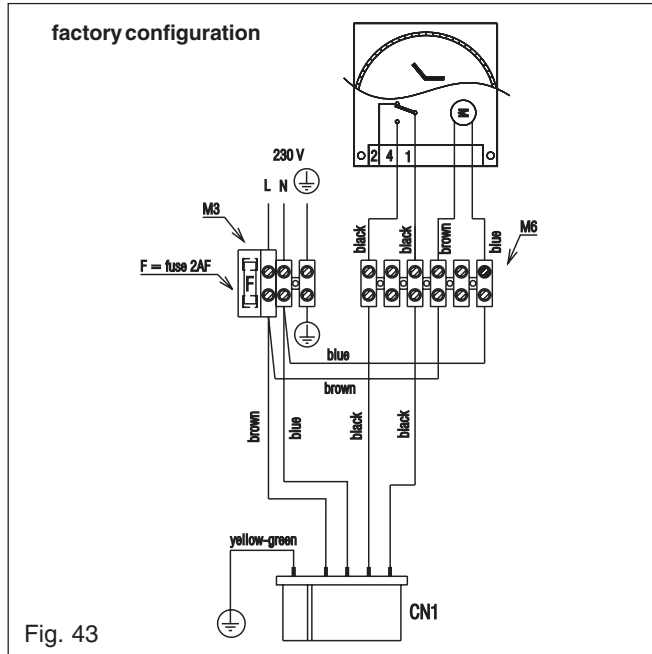 factory configuration
M
2 4 1
230 V
L N
M3
F = fuse 2AF
F
black
black
brown
blue
M6
blue
brown
brown
blue
black
black
yellow-green
CN1
Fig. 43